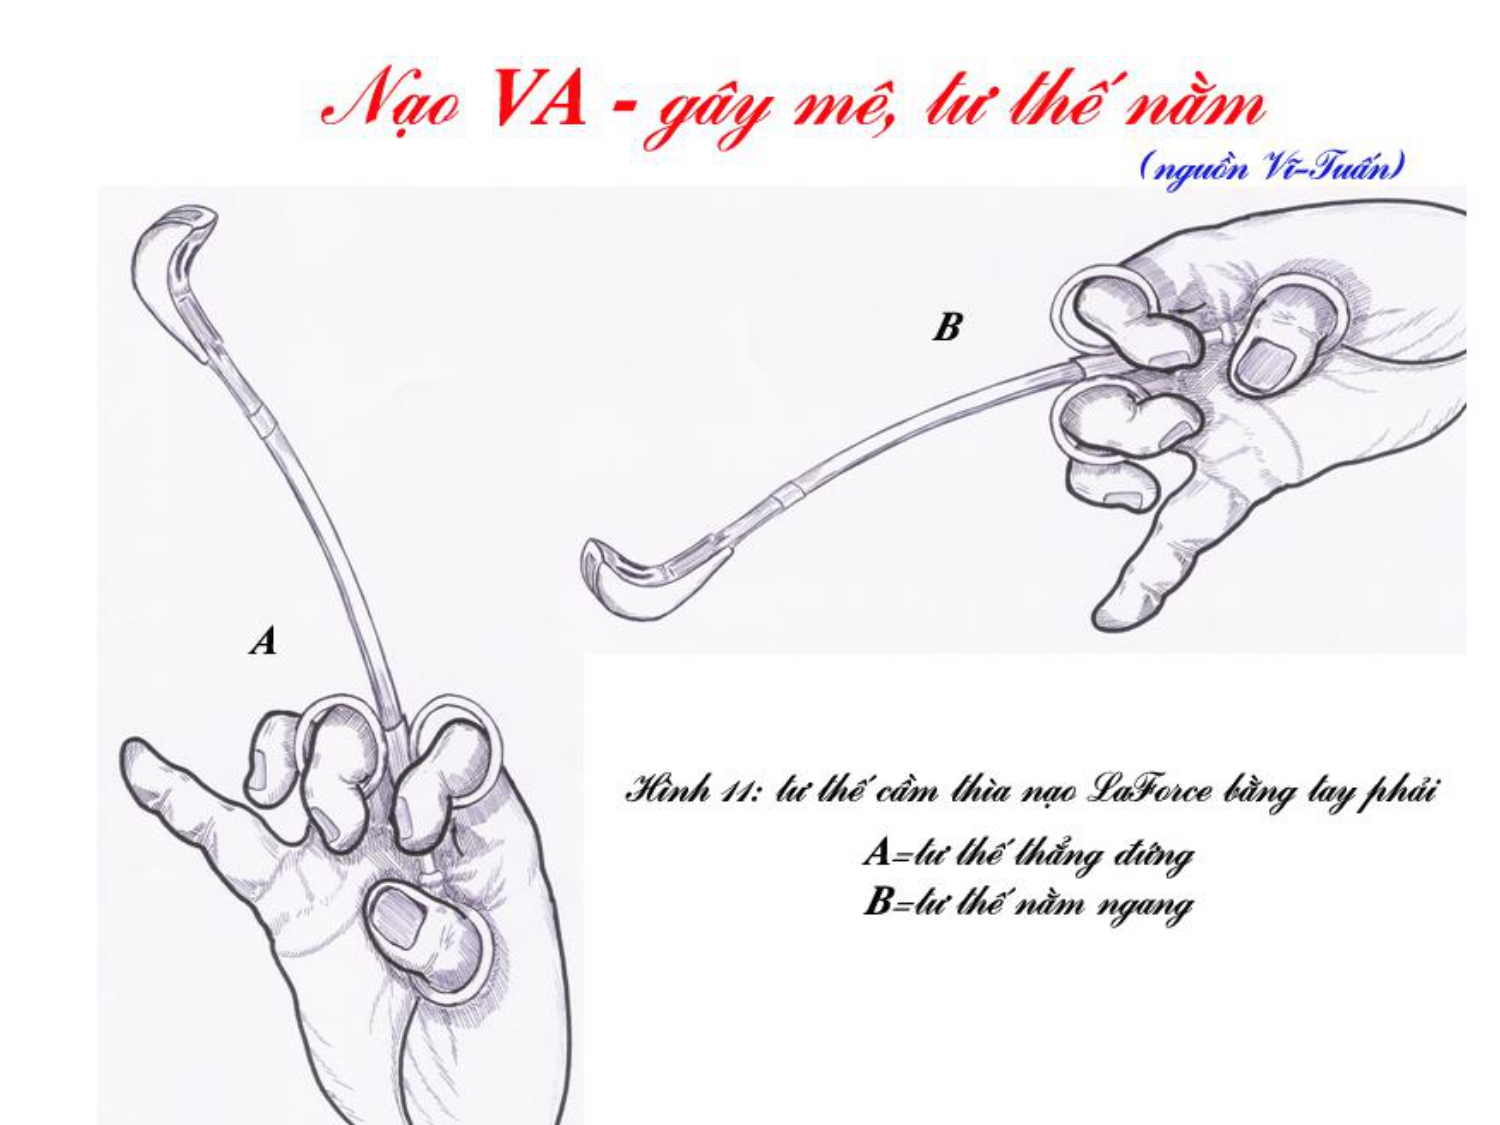 Nạo VA - gây mê, tư thế nằm
(nguồn Vĩ-Tuấn)
B
A
Hình 11: tư thế cầm thìa nạo LaForce bằng tay phải
A=tư thế thẳng đứng
B=tư thế nằm ngang